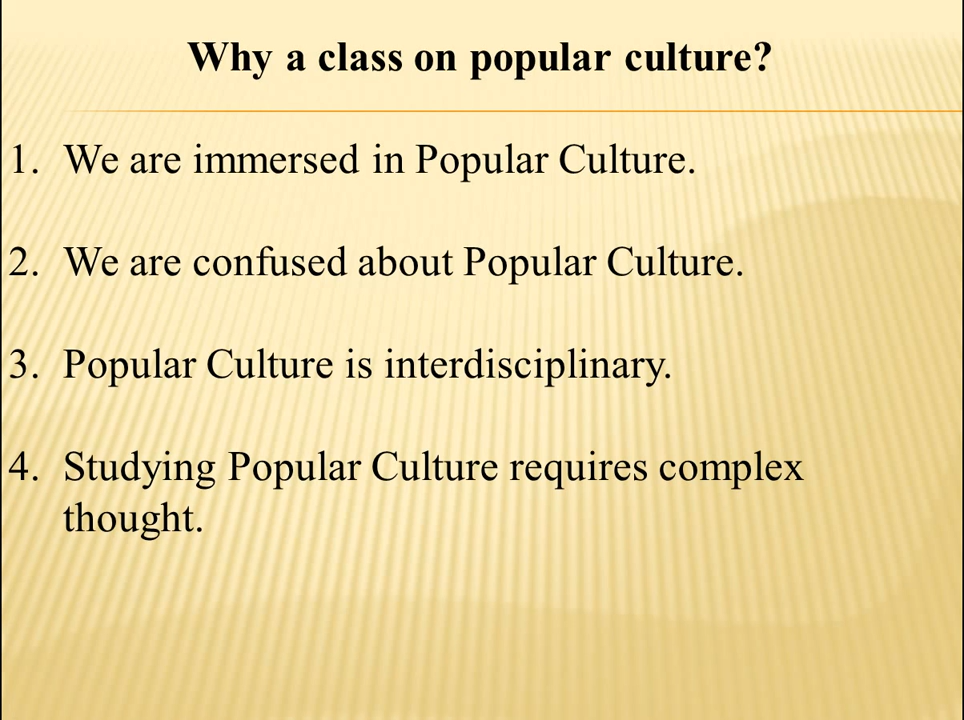 Why a class on popular culture?
1. We are immersed in Popular Culture.
2. We are confused about Popular Culture.
3. Popular Culture is interdisciplinary.
4. Studying Popular Culture requires complex
thought.